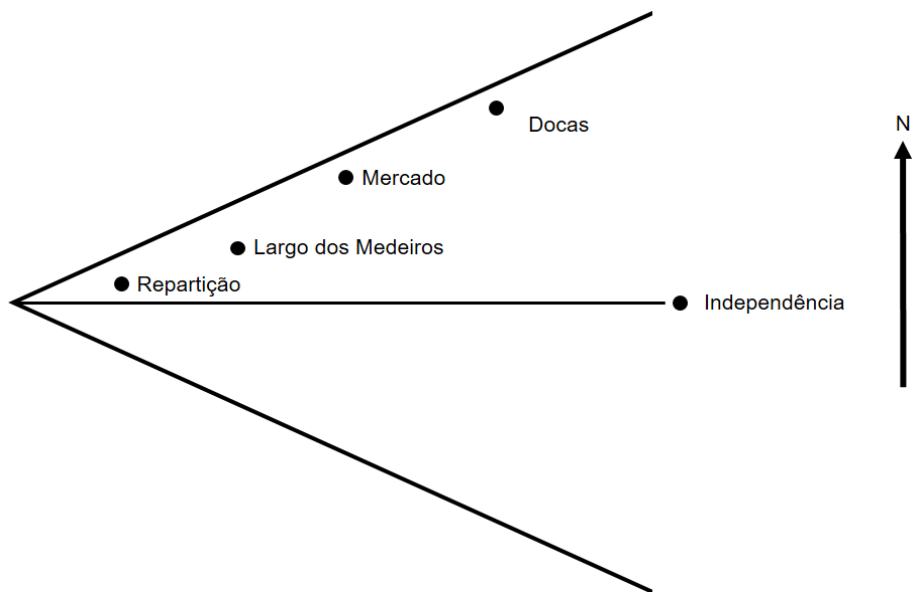 N
Docas
Mercado
Largo dos Medeiros
Repartição
Independência